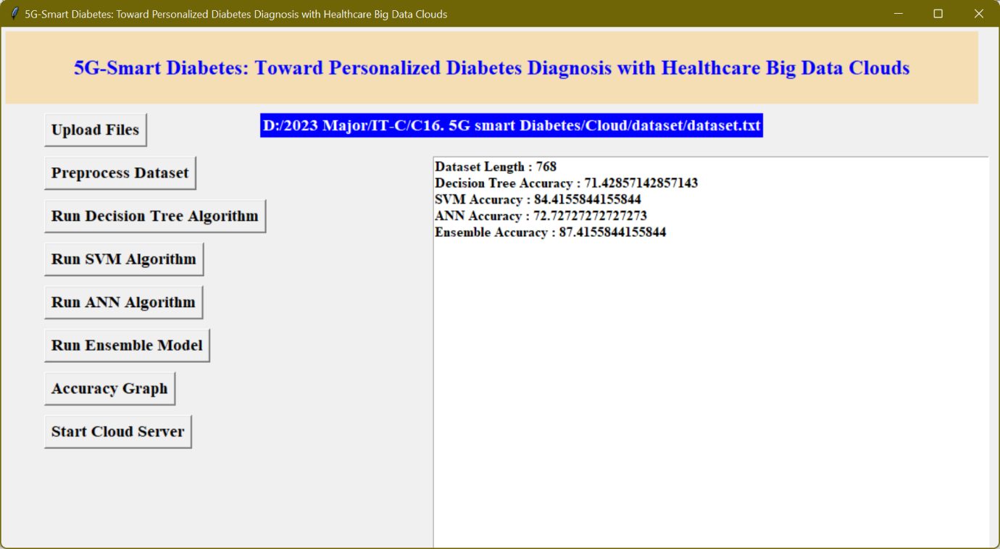 5G-Smart Diabetes: Toward Personalized Diabetes Diagnosis with Healthcare Big Data Clouds
5G-Smart Diabetes: Toward Personalized Diabetes Diagnosis with Healthcare Big Data Clouds
Upload Files
D:/2023 Major/IT-C/C16. 5G smart Diabetes/Cloud/dataset/dataset.txt
Preprocess Dataset
Run Decision Tree Algorithm
Run SVM Algorithm
Run ANN Algorithm
Run Ensemble Model
Accuracy Graph
Start Cloud Server
Dataset Length : 768
Decision Tree Accuracy : 71.42857142857143
SVM Accuracy : 84.4155844155844
ANN Accuracy : 72.72727272727273
Ensemble Accuracy : 87.4155844155844